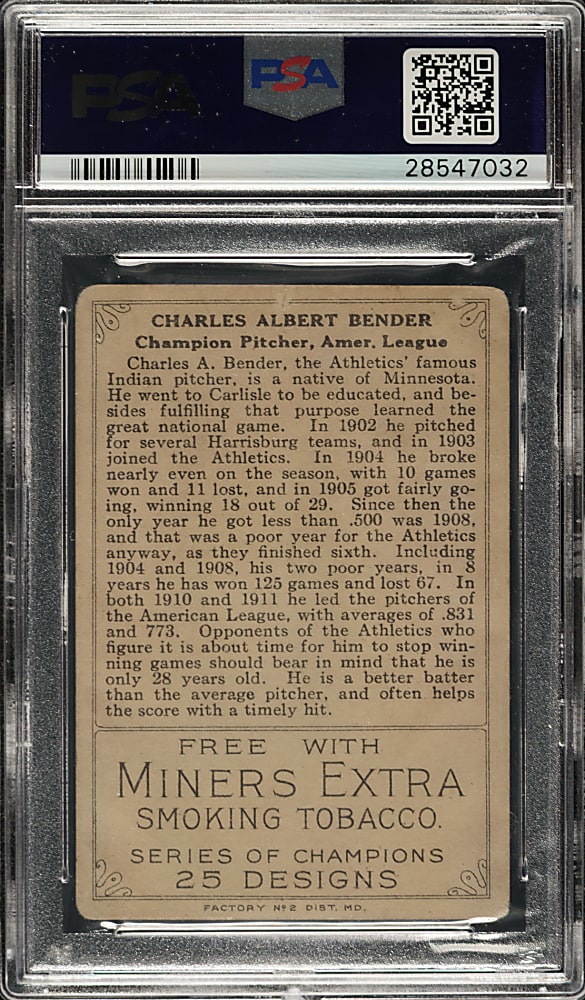 PSA
PSA
28547032
CHARLES ALBERT BENDER
Champion Pitcher, Amer. League
Charles A. Bender, the Athletics' famous
Indian pitcher, is a native of Minnesota.
He went to Carlisle to be educated, and be-
sides fulfilling that purpose learned the
great national game. In 1902 he pitched
for several Harrisburg teams, and in 1903
joined the Athletics. In 1904 he broke
nearly even on the season, with 10 games
won and 11 lost, and in 1905 got fairly go-
ing, winning 18 out of 29. Since then the
only year he got less than .500 was 1908,
and that was a poor year for the Athletics
anyway, as they finished sixth. Including
1904 and 1908, his two poor years, in 8
years he has won 125 games and lost 67. In
both 1910 and 1911 he led the pitchers of
the American League, with averages of .831
and 773. Opponents of the Athletics who
figure it is about time for him to stop win-
ning games should bear in mind that he is
only 28 years old. He is a better batter
than the average pitcher, and often helps
the score with a timely hit.
FREE WITH
MINERS EXTRA
SMOKING TOBACCO.
SERIES OF CHAMPIONS
25 DESIGNS
FACTORY Nº 2 DIST. MD.